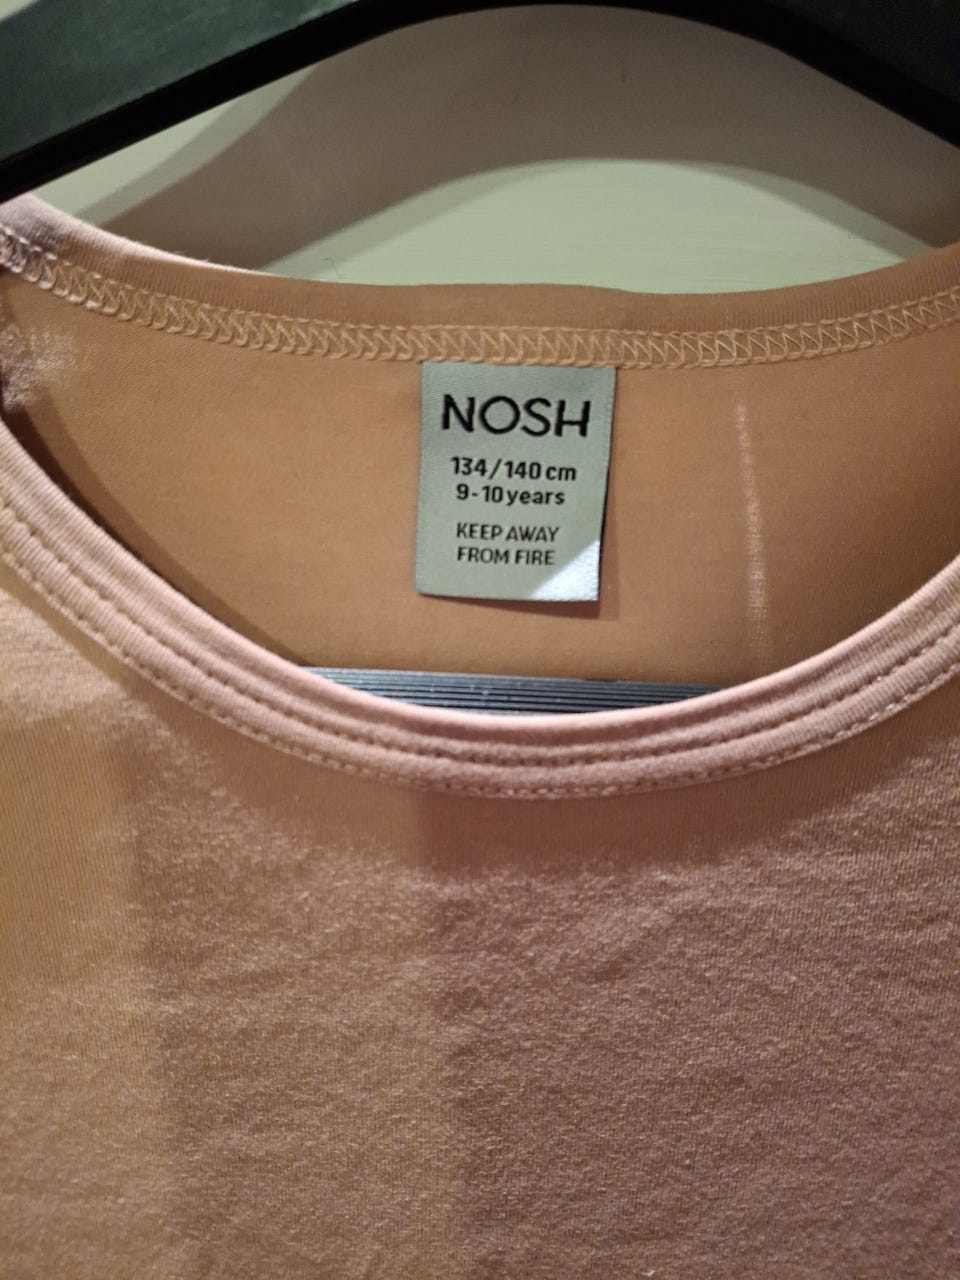 NOSH
134/140 cm
9-10 years
KEEP AWAY
FROM FIRE